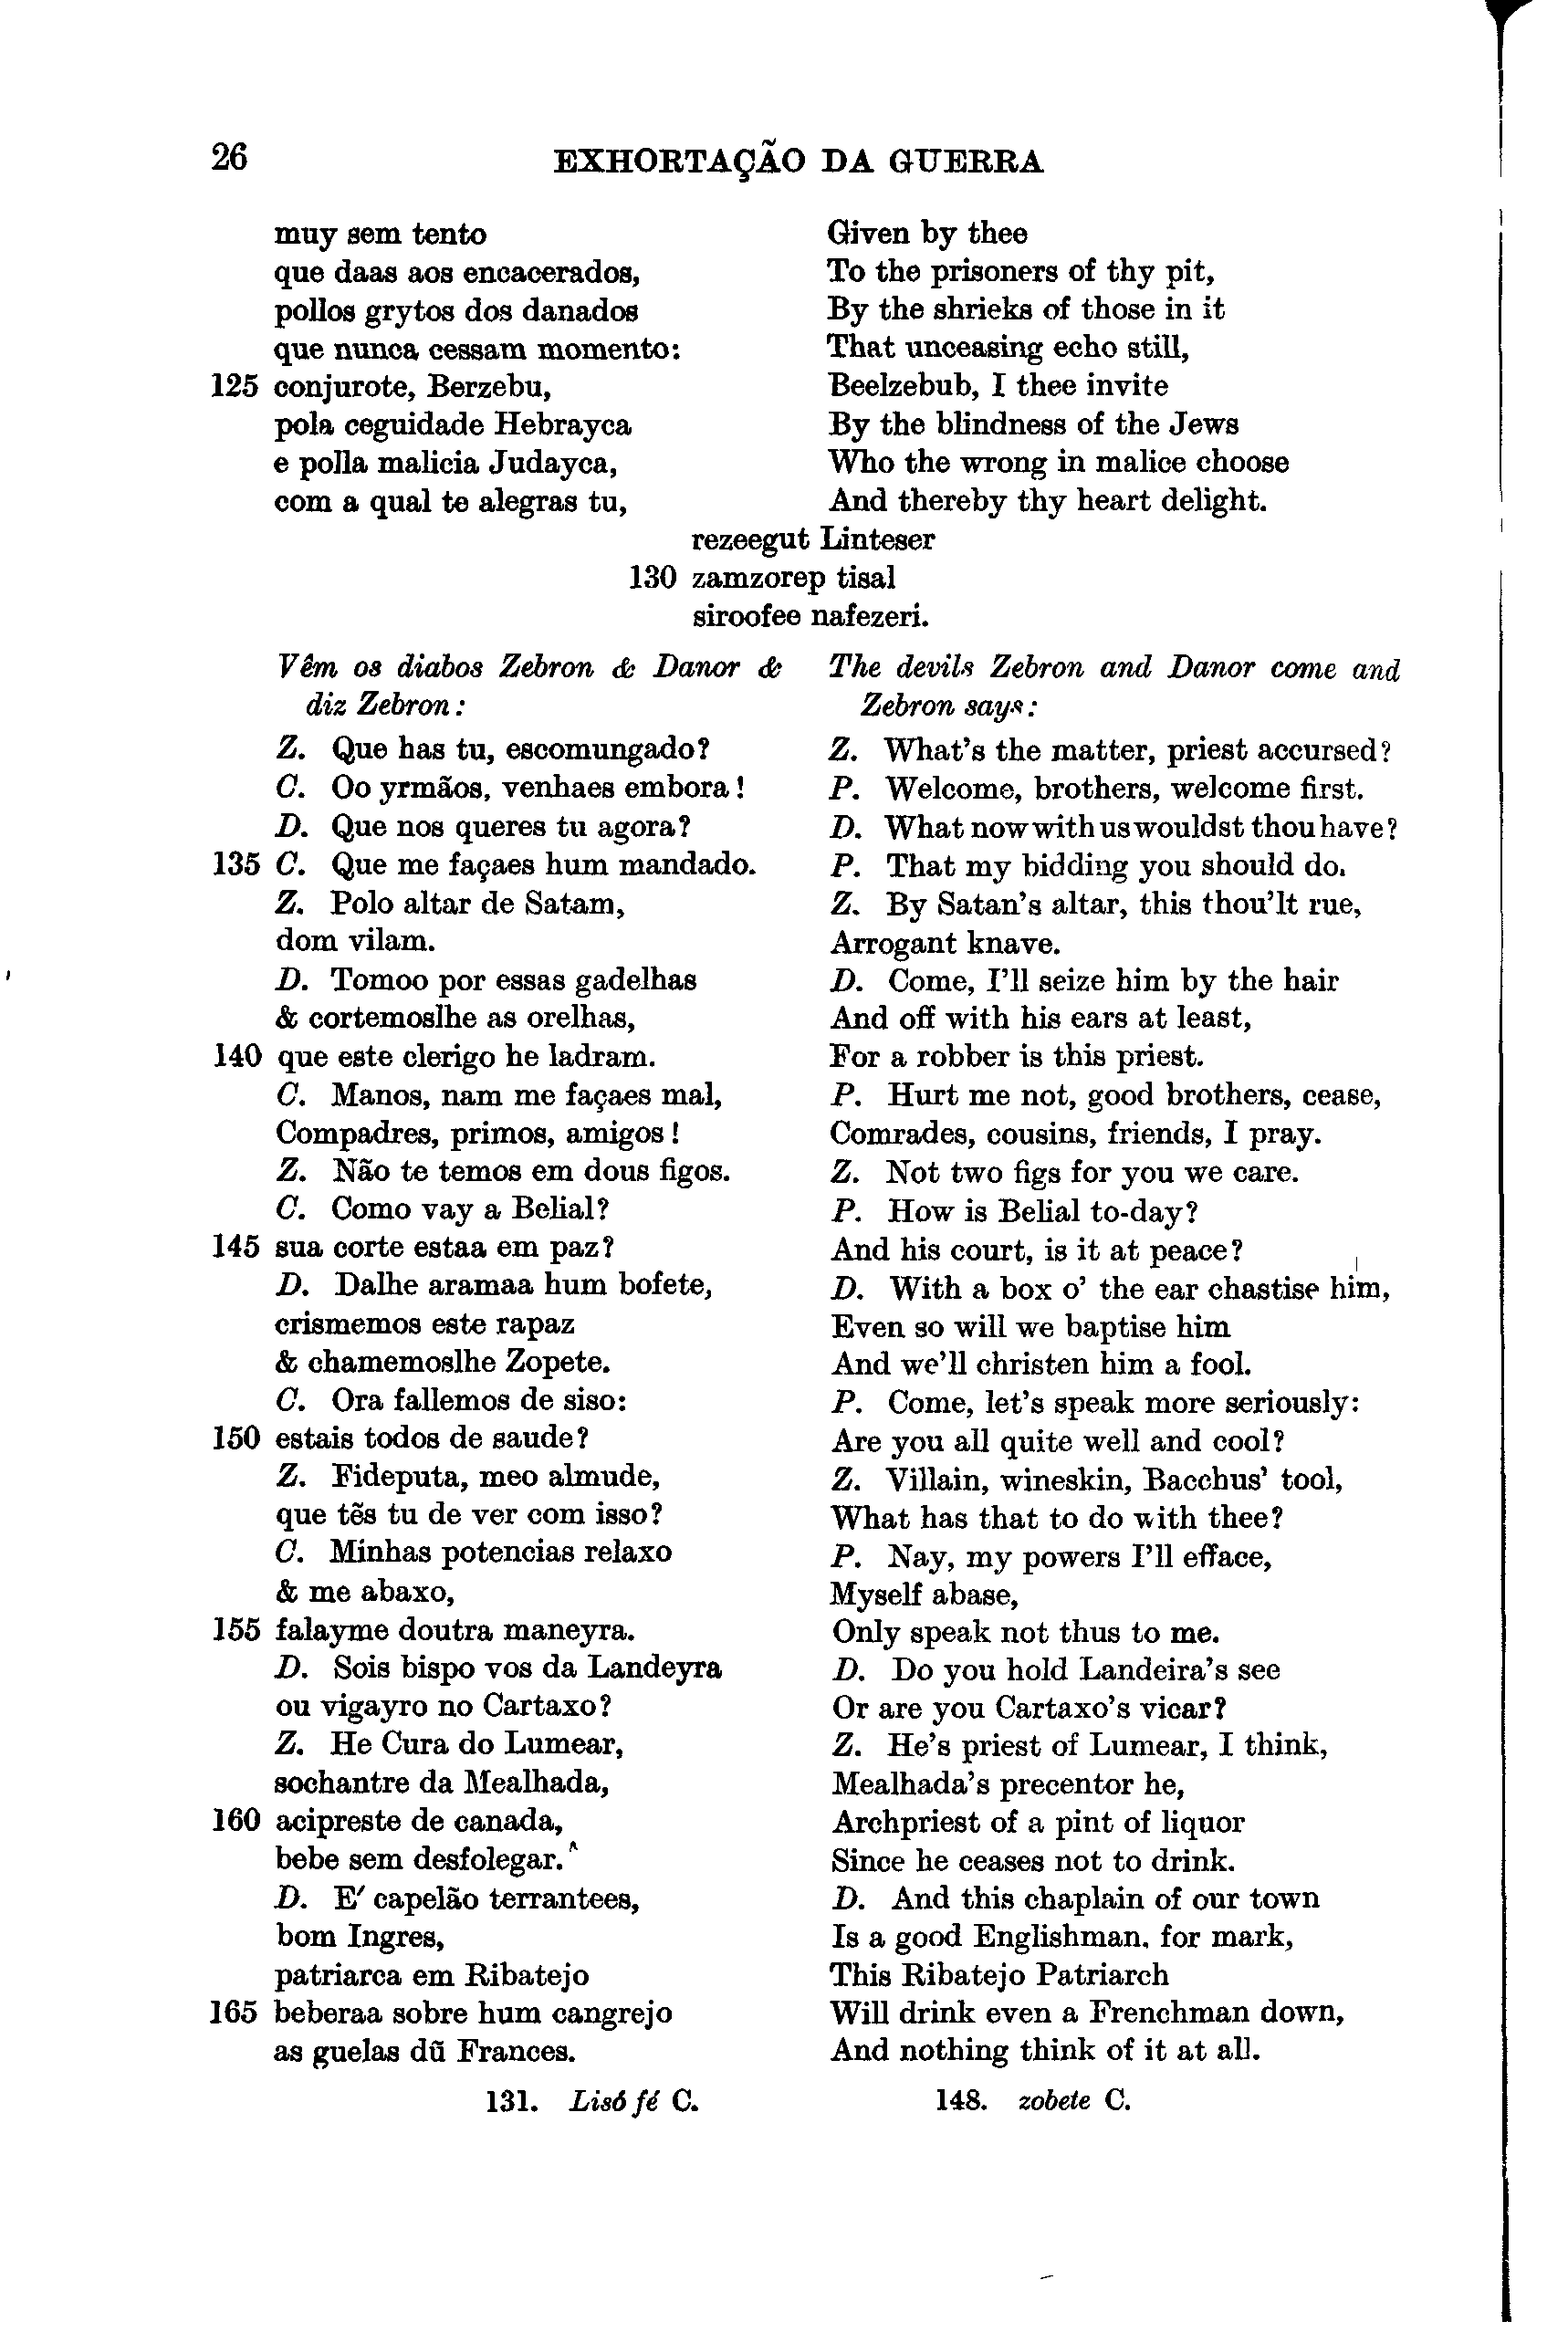 26 EXHORTAÇÃO DA GUERRA
muy sem tento
que daas aos encacerados,
pollos grytos dos danados
que nunca cessam momento:
125 conjurote, Berzebu,
pola ceguidade Hebrayca
e polla malicia Judayca,
com a qual te alegras tu,
Given by thee
To the prisoners of thy pit,
By the shrieks of those in it
That unceasing echo still,
Beelzebub, I thee invite
By the blindness of the Jews
Who the wrong in malice choose
And thereby thy heart delight.
rezeegut Linteser
130 zamzorep tisal
siroofee nafezeri.
Vêm os diabos Zebron & Danor &
diz Zebron:
Z. Que has tu, escomungado?
C. Oo yrmãos, venhaes embora!
D. Que nos queres tu agora?
135 C. Que me façaes hum mandado.
Z. Polo altar de Satam,
dom vilam.
D. Tomoo por essas gadelhas
& cortemoslhe as orelhas,
140 que este clerigo he ladram.
C. Manos, nam me façaes mal,
Compadres, primos, amigos!
Z. Não te temos em dous figos.
C. Como vay a Belial?
145 sua corte estaa em paz?
D. Dalhe aramaa hum bofete,
crismemos este rapaz
& chamemoslhe Zopete.
C. Ora fallemos de siso:
150 estais todos de saude?
Z. Fideputa, meo almude,
que tẽs tu de ver com isso?
C. Minhas potencias relaxo
& me abaxo,
155 falayme doutra maneyra.
D. Sois bispo vos da Landeyra
ou vigayro no Cartaxo?
Z. He Cura do Lumear,
sochantre da Mealhada,
160 acipreste de canada,
bebe sem desfolegar.
D. E' capelão terrantees,
bom Ingres,
patriarca em Ribatejo
165 beberaa sobre hum cangrejo
as guelas dũ Frances.
The devils Zebron and Danor come and
Zebron says:
Z. What's the matter, priest accursed?
P. Welcome, brothers, welcome first.
D. What now with us wouldst thou have?
P. That my bidding you should do.
Z. By Satan's altar, this thou'lt rue,
Arrogant knave.
D. Come, I'll seize him by the hair
And off with his ears at least,
For a robber is this priest.
P. Hurt me not, good brothers, cease,
Comrades, cousins, friends, I pray.
Z. Not two figs for you we care.
P. How is Belial to-day?
And his court, is it at peace?
D. With a box o' the ear chastise him,
Even so will we baptise him
And we'll christen him a fool.
P. Come, let's speak more seriously:
Are you all quite well and cool?
Z. Villain, wineskin, Bacchus' tool,
What has that to do with thee?
P. Nay, my powers I'll efface,
Myself abase,
Only speak not thus to me.
D. Do you hold Landeira's see
Or are you Cartaxo's vicar?
Z. He's priest of Lumear, I think,
Mealhada's precentor he,
Archpriest of a pint of liquor
Since he ceases not to drink.
D. And this chaplain of our town
Is a good Englishman, for mark,
This Ribatejo Patriarch
Will drink even a Frenchman down,
And nothing think of it at all.
131. Lisó fé C. 148. zobete C.